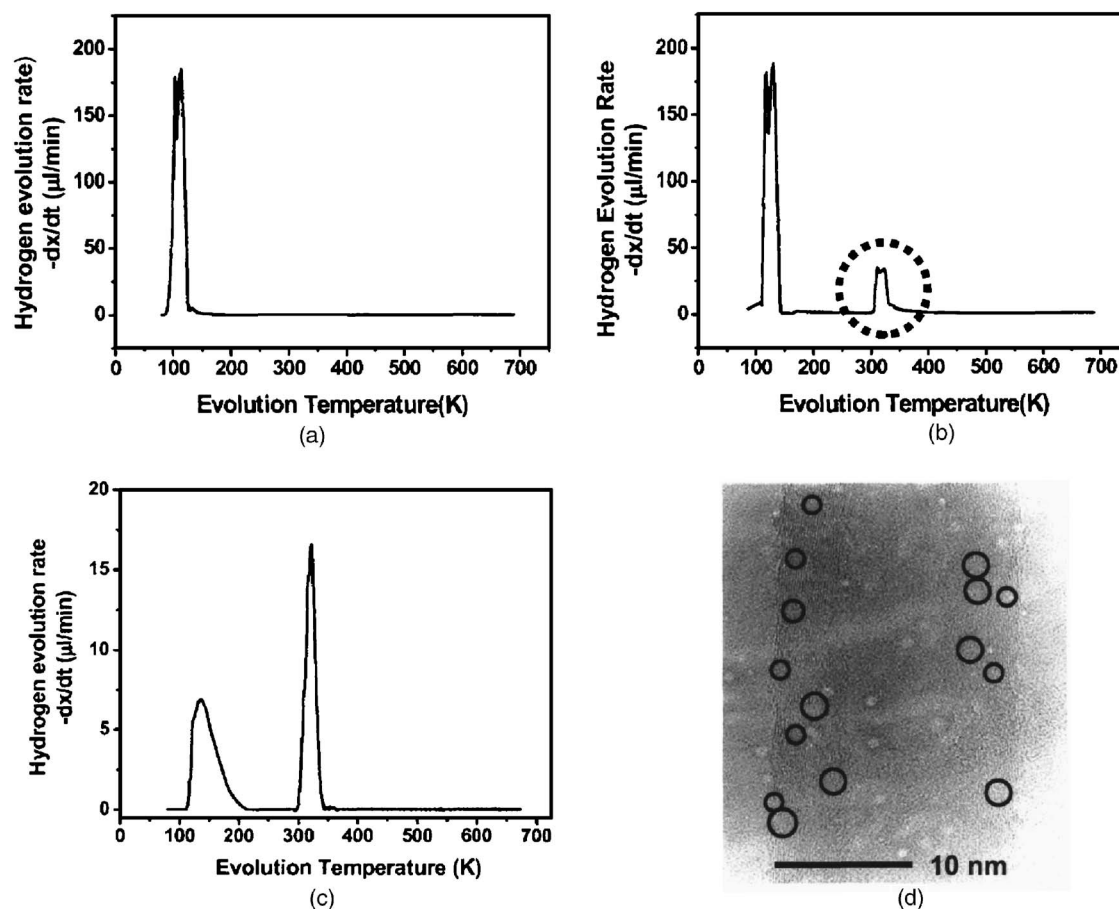 Hydrogen evolution rate)
-dx/dt (μl/min)
200
150
100
50
0
0 100 200 300 400 500 600 700
Evolution Temperature(K)
(a)
Hydrogen Evolution Rate
-dx/dt (μl/min)
200
150
100
50
0
0 100 200 300 400 500 600 700
Evolution Temperature(K)
(b)
Hydrogen evolution rate
-dx/dt (μl/min)
20
15
10
5
0
0 100 200 300 400 500 600 700
Evolution Temperature (K)
(c)
10 nm
(d)